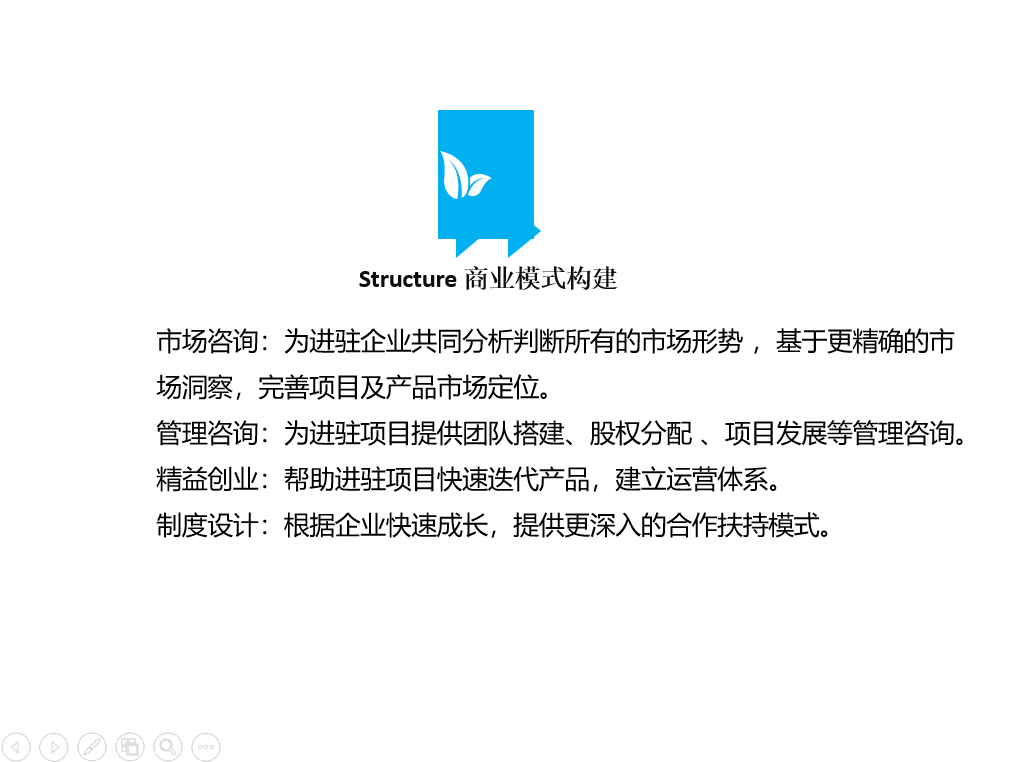 Structure 商业模式构建
市场咨询：为进驻企业共同分析判断所有的市场形势 ，基于更精确的市
场洞察，完善项目及产品市场定位。
管理咨询：为进驻项目提供团队搭建、股权分配 、项目发展等管理咨询。
精益创业：帮助进驻项目快速迭代产品，建立运营体系。
制度设计：根据企业快速成长，提供更深入的合作扶持模式。